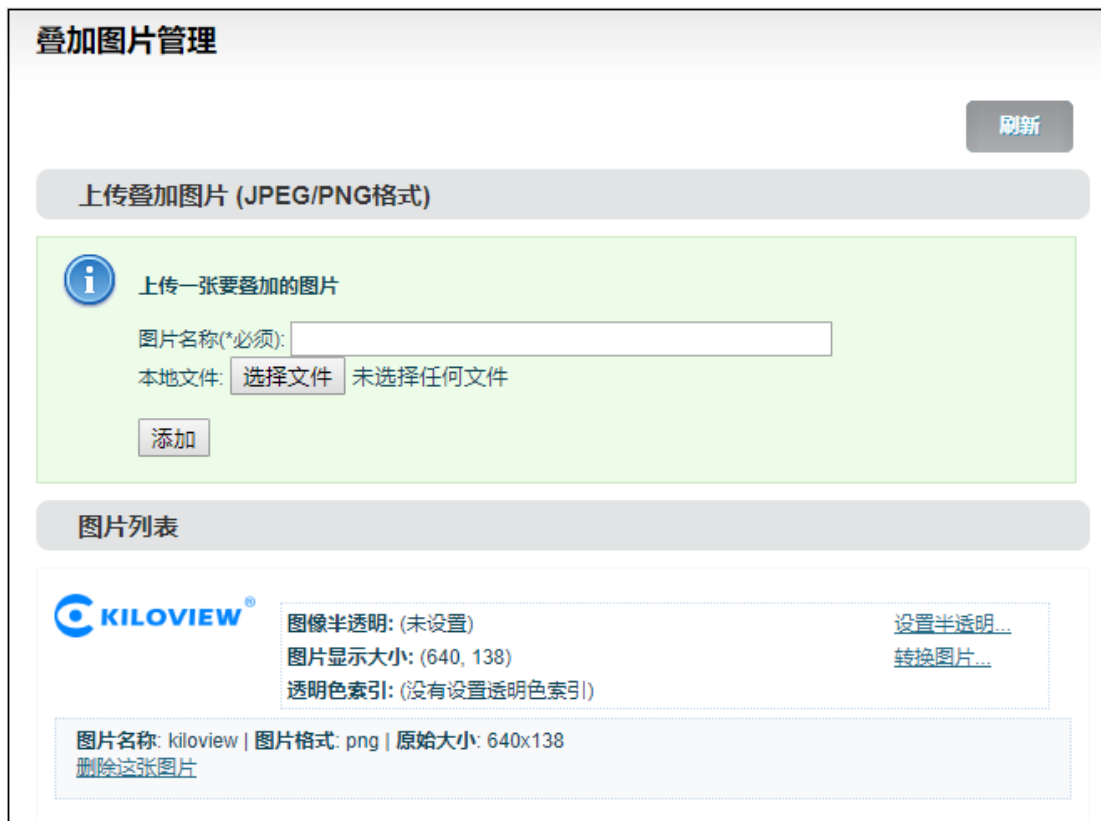 叠加图片管理
刷新
上传叠加图片 (JPEG/PNG格式)
上传一张要叠加的图片
图片名称(*必须):
本地文件: 选择文件 未选择任何文件
添加
图片列表
KILOVIEW®
图像半透明: (未设置) 设置半透明...
图片显示大小: (640, 138) 转换图片...
透明色索引: (没有设置透明色索引)
图片名称: kiloview | 图片格式: png | 原始大小: 640x138
删除这张图片